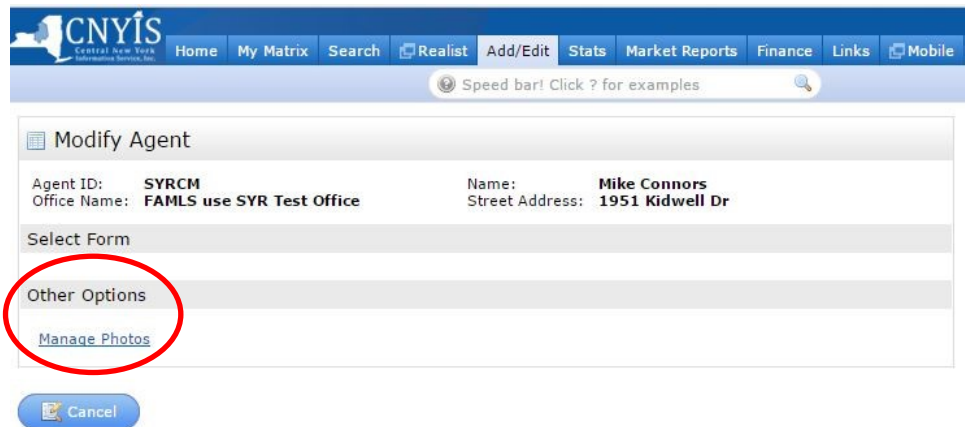 CNYIS
Central New York
Information Service, Inc.
Home My Matrix Search Realist Add/Edit Stats Market Reports Finance Links Mobile
Speed bar! Click ? for examples
Modify Agent
Agent ID: SYRCM Name: Mike Connors
Office Name: FAMLS use SYR Test Office Street Address: 1951 Kidwell Dr
Select Form
Other Options
Manage Photos
Cancel